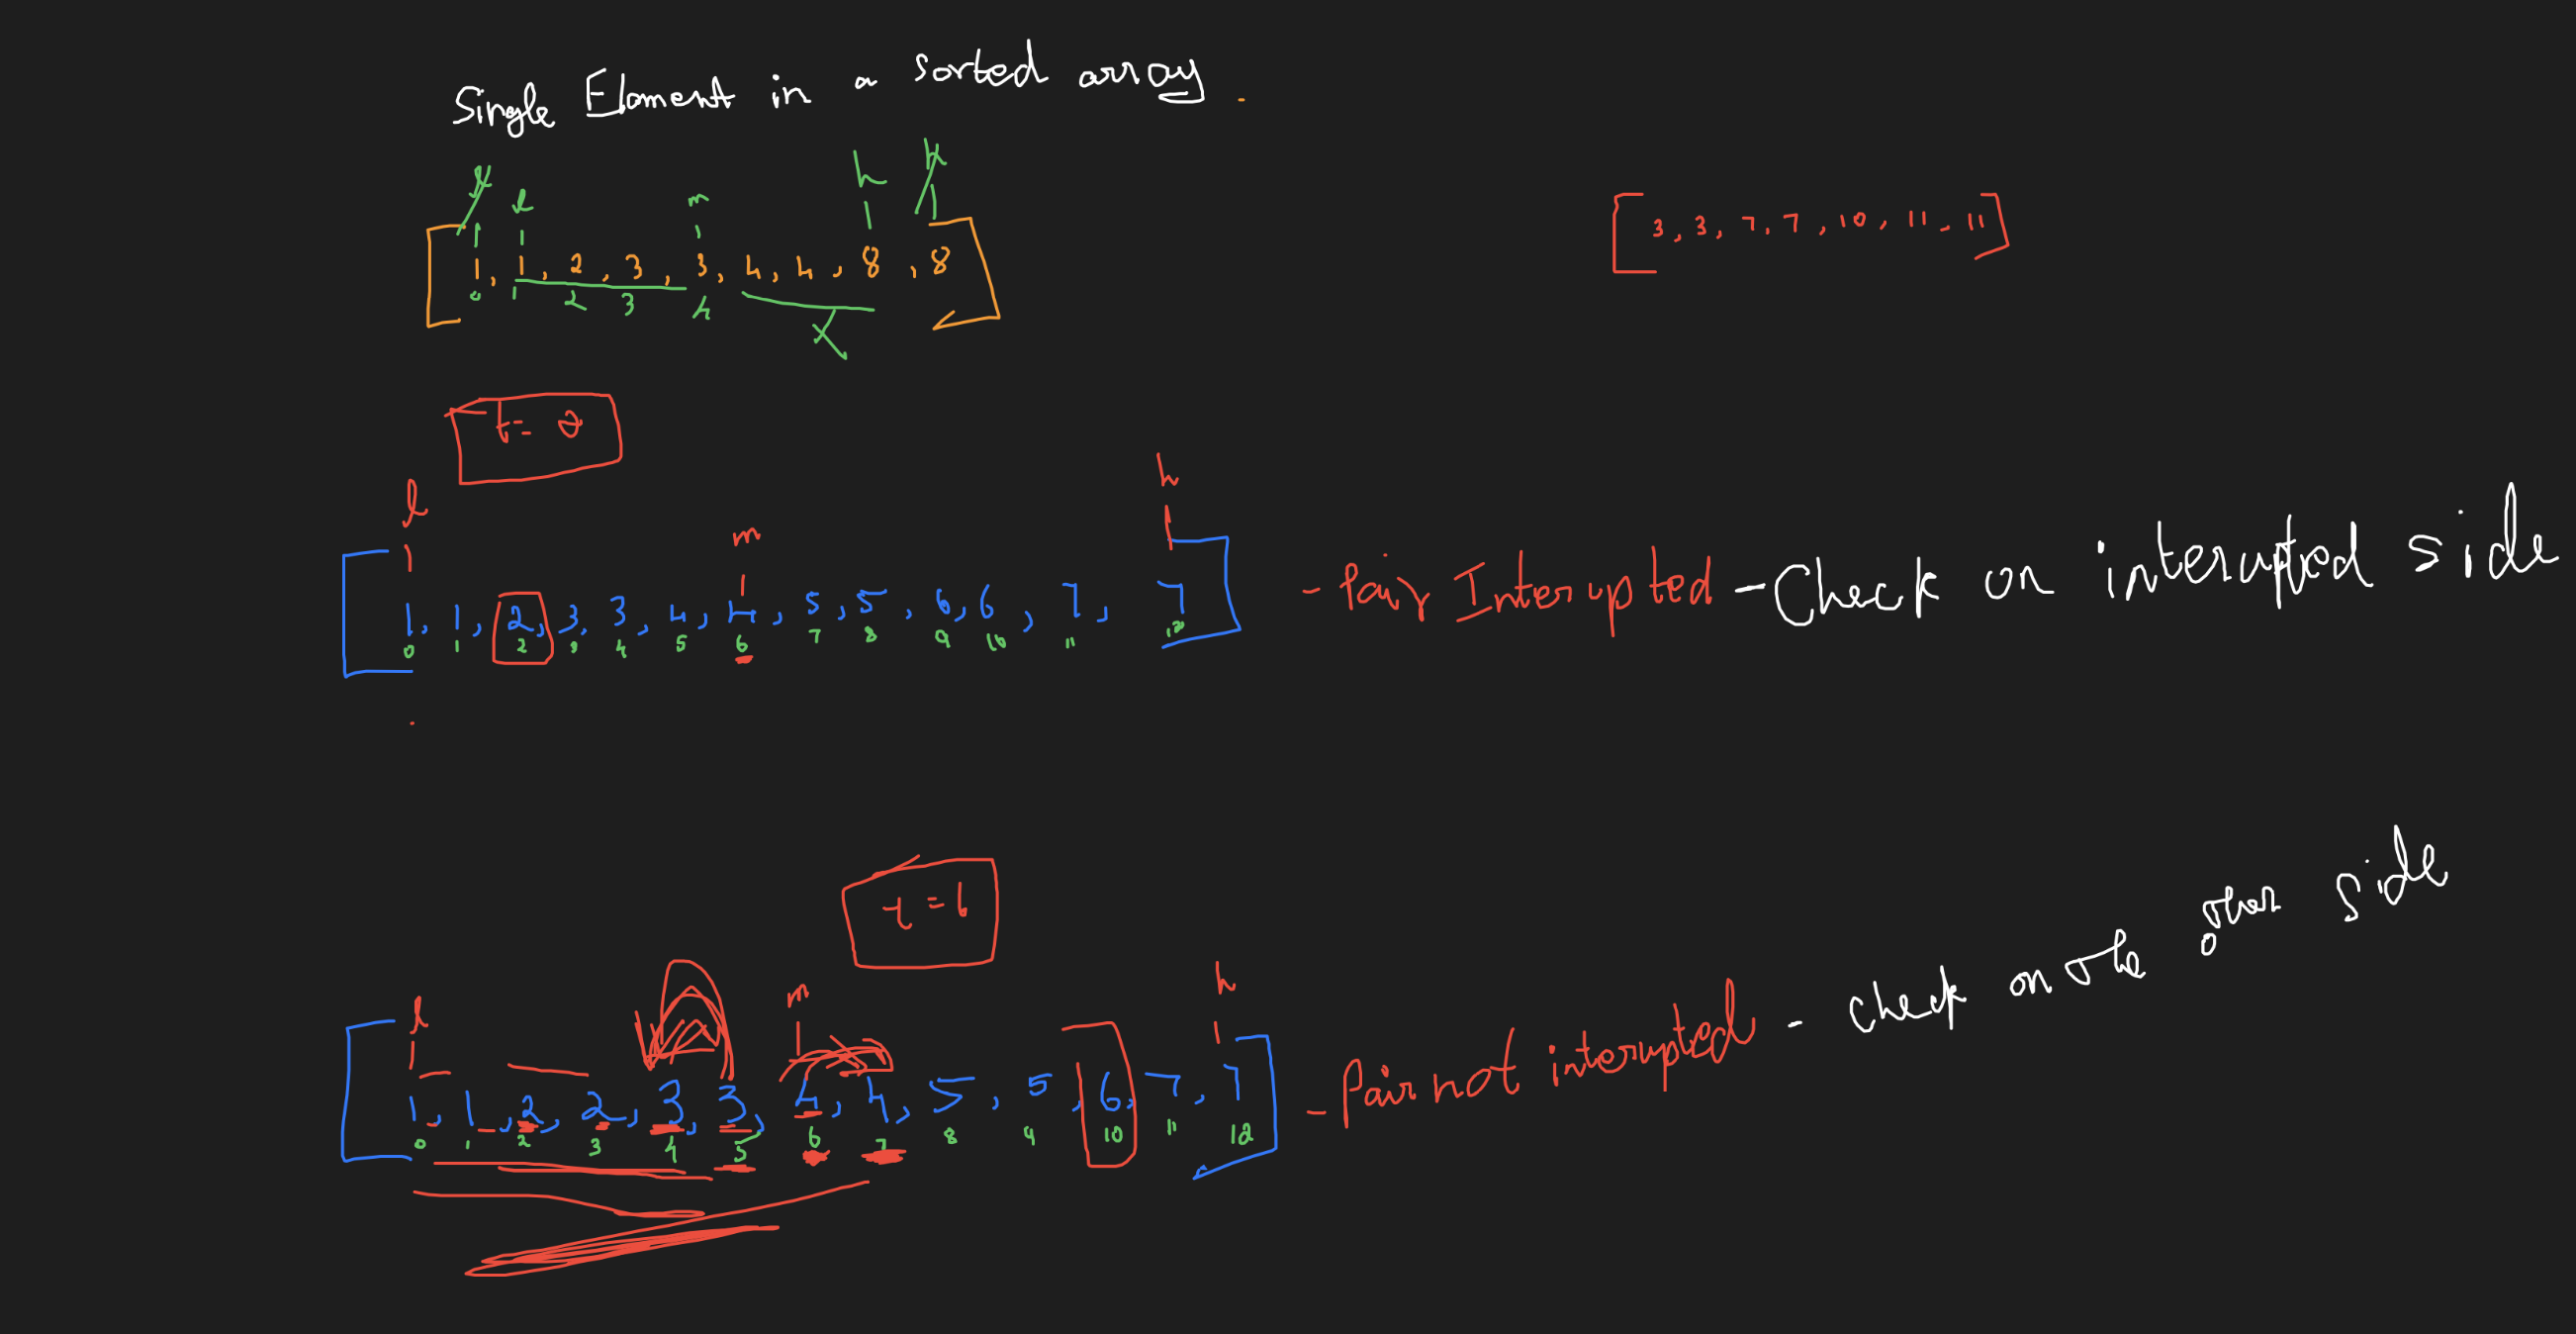 Single Element in a sorted array.
l l m h h
[1, 1, 2, 3, 3, 4, 4, 8, 8]
0 1 2 3 4
x
[3, 3, 7, 7, 10, 11, 11]
t = 2
l m h
[1, 1, 2, 3, 3, 4, 4, 5, 5, 6, 6, 7, 7] - Pair Interupted - Check on interupted side
0 1 2 3 4 5 6 7 8 9 10 11 12
t = 6
l m h
[1, 1, 2, 2, 3, 3, 4, 4, 5, 5, 6, 7, 7] - Pair not interupted - check on the other side
0 1 2 3 4 5 6 7 8 9 10 11 12